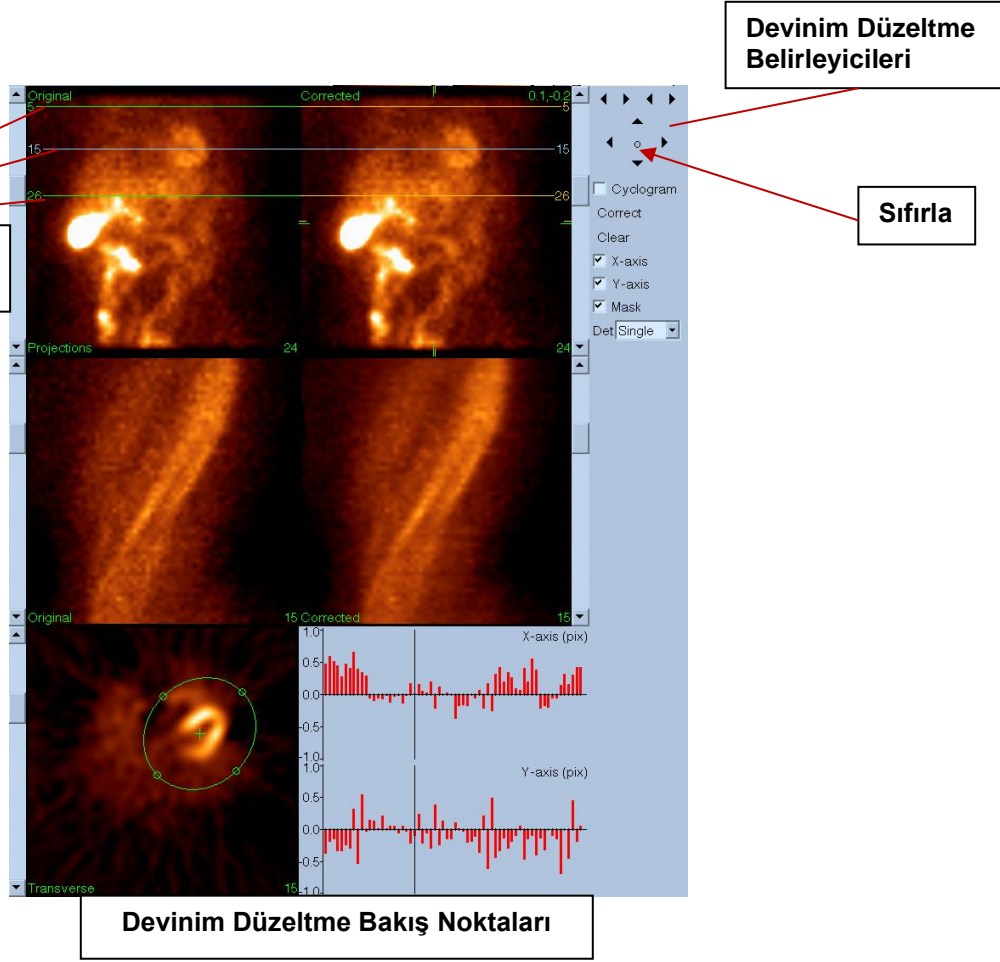 Devinim Düzeltme
Belirleyicileri
Original
Corrected
0.1,-0.2
5
5
15
15
26
26
Cyclogram
Sıfırla
Correct
Clear
X-axis
Y-axis
Mask
Det Single
Projections
24
24
Original
15
Corrected
15
X-axis (pix)
1.0
0.5
0.0
-0.5
-1.0
Y-axis (pix)
1.0
0.5
0.0
-0.5
-1.0
Transverse
15
Devinim Düzeltme Bakış Noktaları